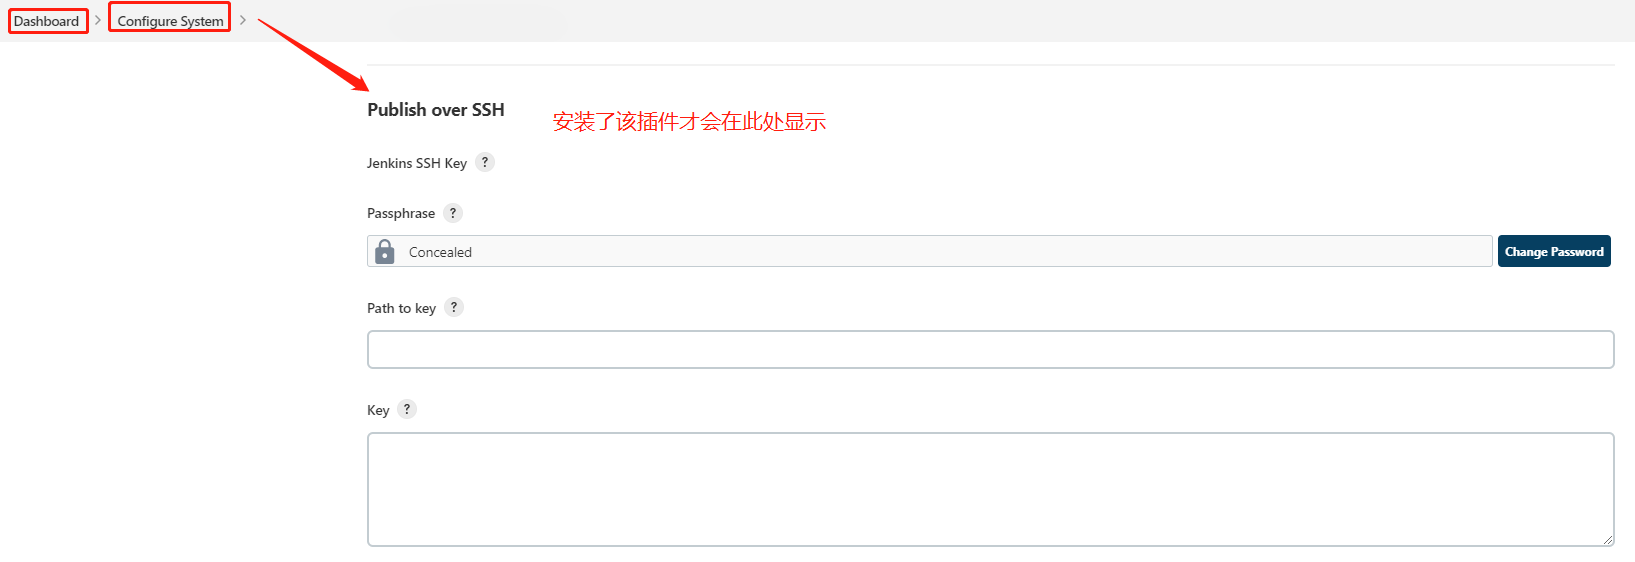 Dashboard > Configure System >
Publish over SSH
安装了该插件才会在此处显示
Jenkins SSH Key ?
Passphrase ?
Concealed
Change Password
Path to key ?
Key ?